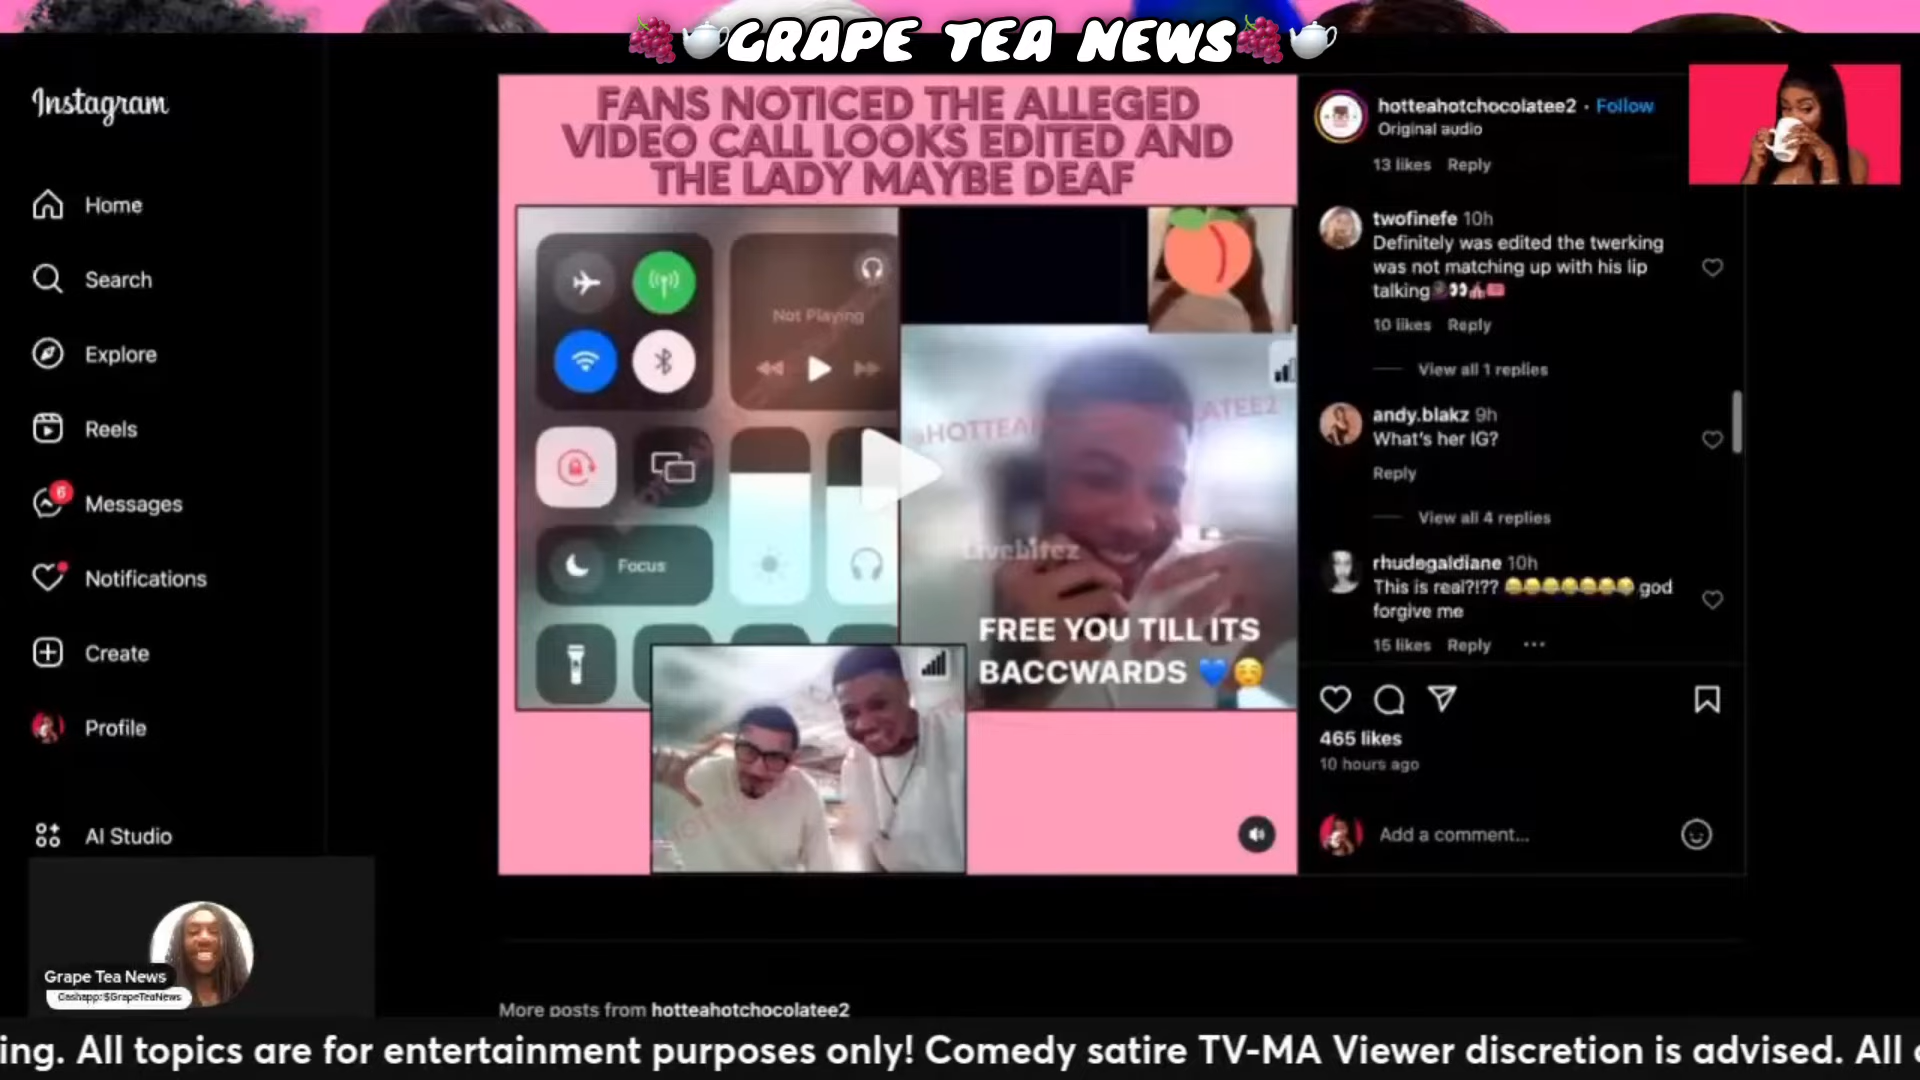 GRAPE TEA NEWS
Instagram
Home
Search
Explore
Reels
6
Messages
Notifications
Create
Profile
AI Studio
Grape Tea News
Cashapp:$GrapeTeaNews
FANS NOTICED THE ALLEGED
VIDEO CALL LOOKS EDITED AND
THE LADY MAYBE DEAF
Not Playing
Focus
Livebitez
FREE YOU TILL ITS
BACCWARDS 💙☺️
hotteahotchocolatee2 · Follow
Original audio
13 likes Reply
twofinefe 10h
Definitely was edited the twerking
was not matching up with his lip
talking
10 likes Reply
View all 1 replies
andy.blakz 9h
What's her IG?
Reply
View all 4 replies
rhudegaldiane 10h
This is real?!?? 😂😂😂😂😂😂😂 god
forgive me
15 likes Reply ...
465 likes
10 hours ago
Add a comment...
More posts from hotteahotchocolatee2
ing. All topics are for entertainment purposes only! Comedy satire TV-MA Viewer discretion is advised. All